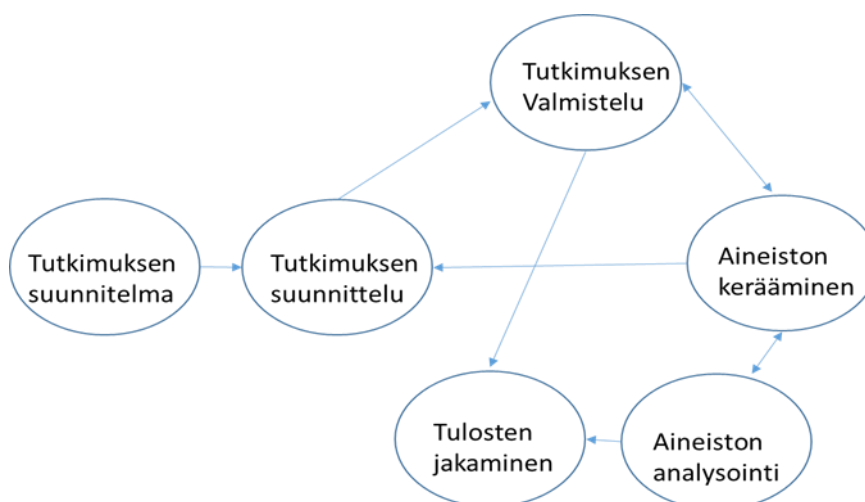 Tutkimuksen
Valmistelu
Tutkimuksen
suunnitelma
Tutkimuksen
suunnittelu
Aineiston
kerääminen
Tulosten
jakaminen
Aineiston
analysointi